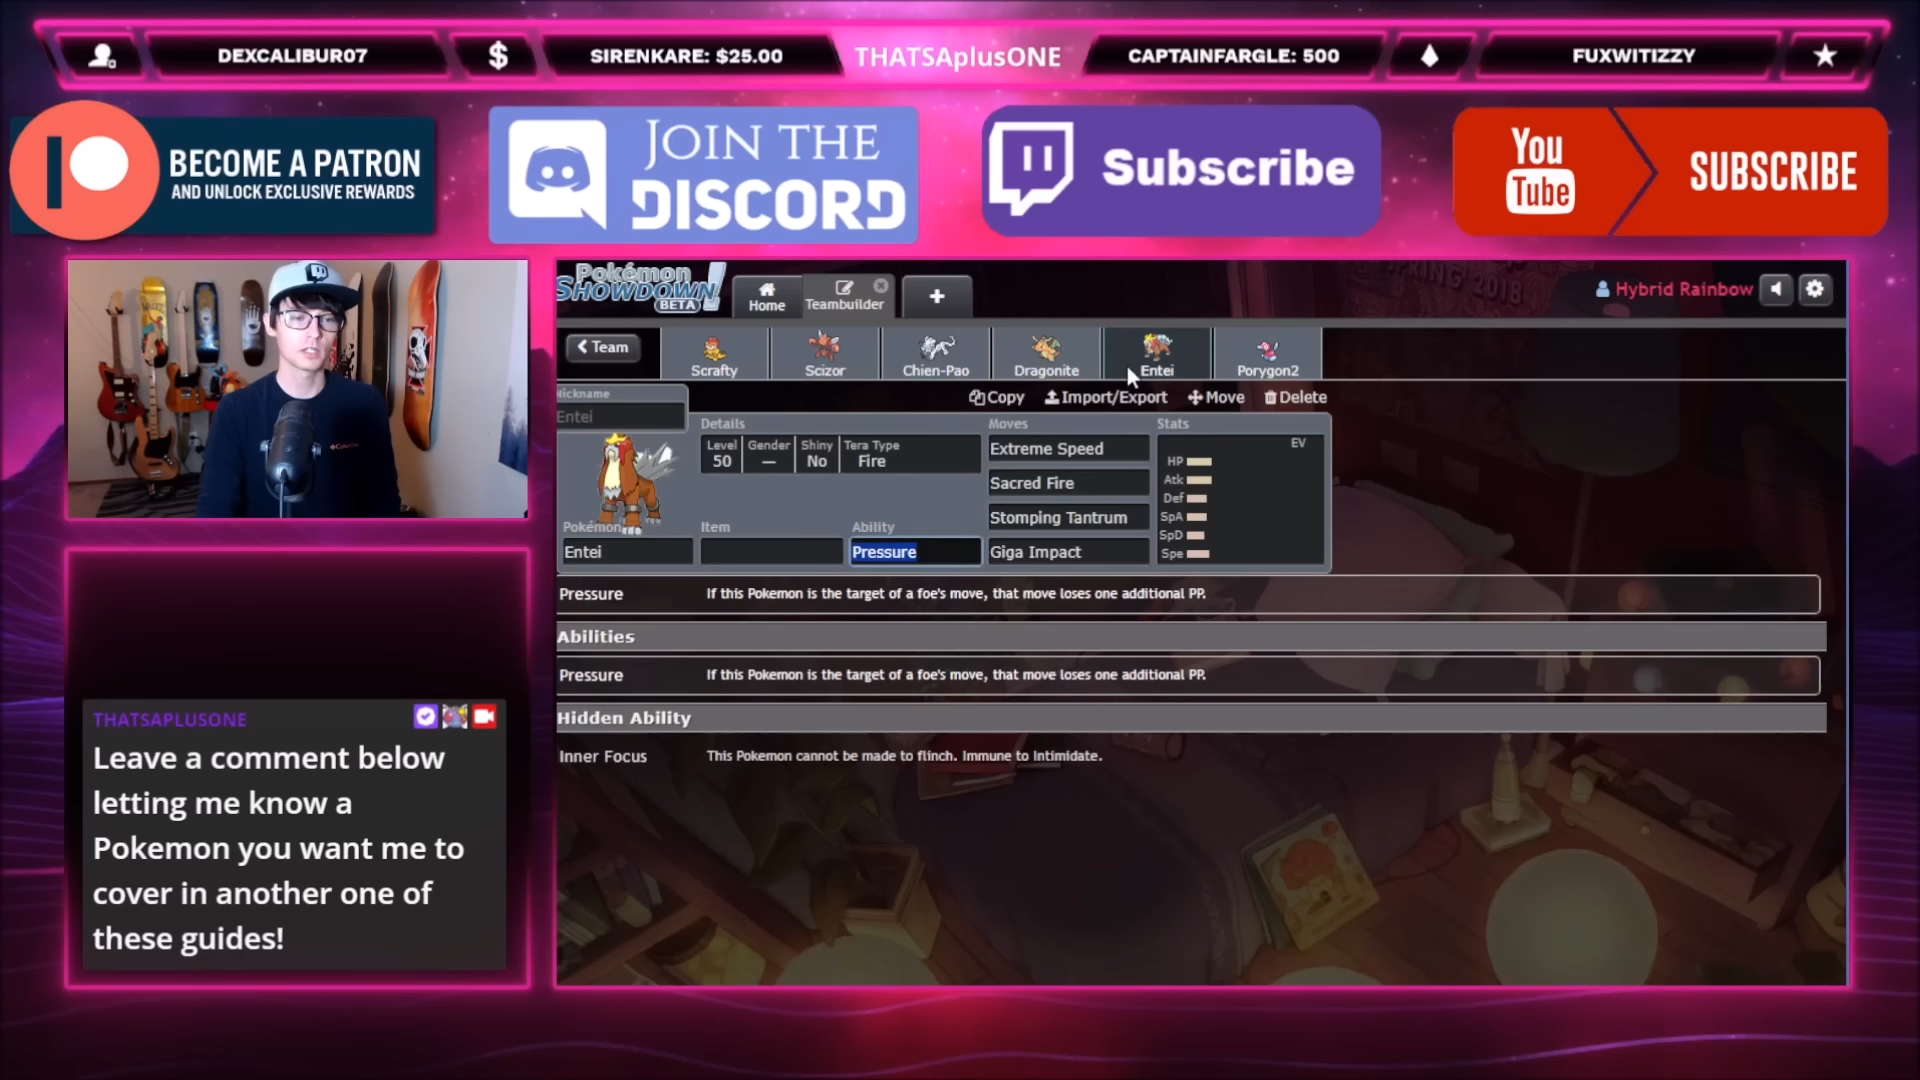 DEXCALIBUR07
$
SIRENKARE: $25.00
THATSAplusONE
CAPTAINFARGLE: 500
FUXWITIZZY
BECOME A PATRON
AND UNLOCK EXCLUSIVE REWARDS
JOIN THE
DISCORD
Subscribe
You
Tube
SUBSCRIBE
Pokémon
SHOWDOWN!
BETA
Home
Teambuilder
+
Hybrid Rainbow
Team
Scrafty
Scizor
Chien-Pao
Dragonite
Entei
Porygon2
Copy
Import/Export
Move
Delete
Nickname
Entei
Details
Level
50
Gender
—
Shiny
No
Tera Type
Fire
Pokémon
Entei
Item
Ability
Pressure
Moves
Extreme Speed
Sacred Fire
Stomping Tantrum
Giga Impact
Stats
EV
HP
Atk
Def
SpA
SpD
Spe
Pressure If this Pokemon is the target of a foe's move, that move loses one additional PP.
Abilities
Pressure If this Pokemon is the target of a foe's move, that move loses one additional PP.
Hidden Ability
Inner Focus This Pokemon cannot be made to flinch. Immune to Intimidate.
SPRING 2018
THATSAPLUSONE
Leave a comment below
letting me know a
Pokemon you want me to
cover in another one of
these guides!